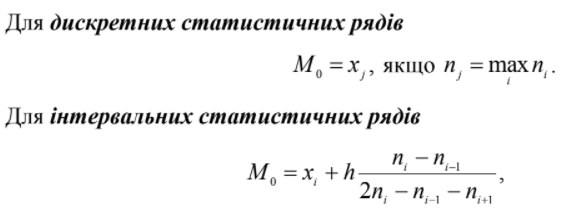 Для дискретних статистичних рядів
M₀ = xⱼ, якщо nⱼ = max nᵢ.
i
Для інтервальних статистичних рядів
M₀ = xᵢ + h (nᵢ − nᵢ₋₁) / (2nᵢ − nᵢ₋₁ − nᵢ₊₁),